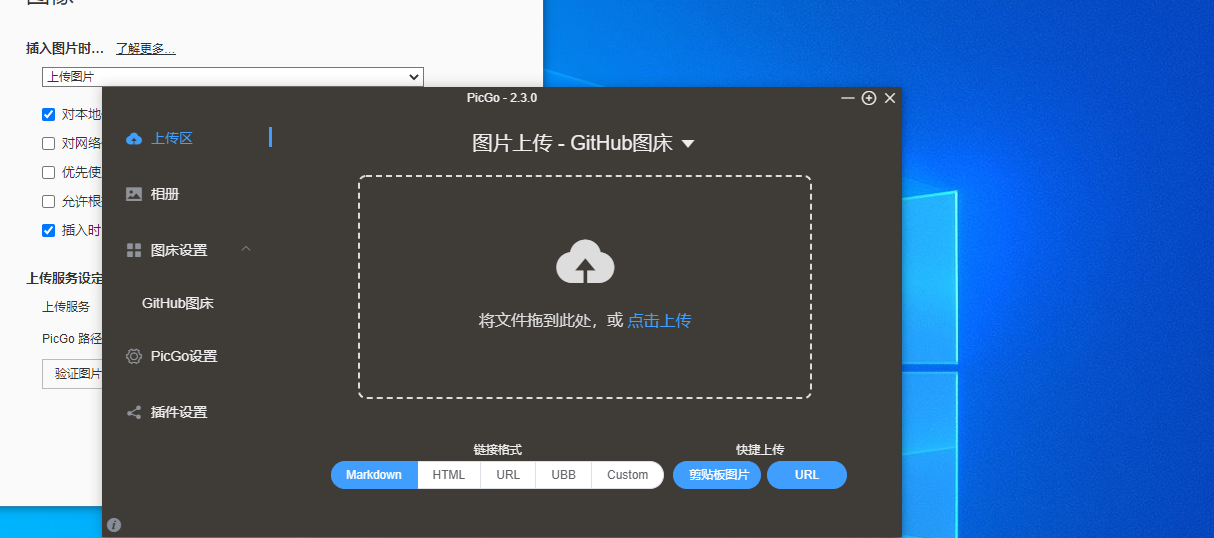 插入图片时... 了解更多...
上传图片
对本地
对网络
优先使
允许根
插入时
上传服务设定
上传服务
PicGo 路径
验证图片
PicGo - 2.3.0
上传区
相册
图床设置
GitHub图床
PicGo设置
插件设置
图片上传 - GitHub图床
将文件拖到此处，或 点击上传
链接格式
快捷上传
Markdown HTML URL UBB Custom
剪贴板图片 URL